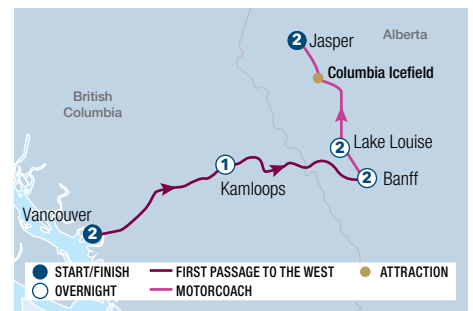 2 Jasper
Alberta
Columbia Icefield
British
Columbia
2 Lake Louise
1
Kamloops
2 Banff
Vancouver
2
START/FINISH FIRST PASSAGE TO THE WEST ATTRACTION
OVERNIGHT MOTORCOACH